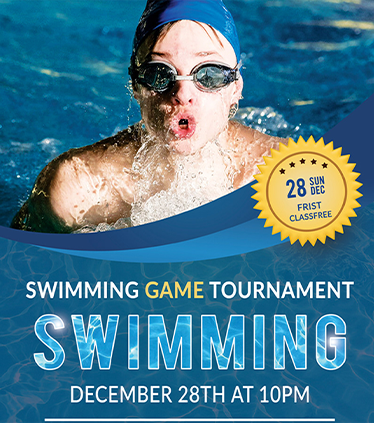 28 SUN
DEC
FRIST
CLASSFREE
SWIMMING GAME TOURNAMENT
SWIMMING
DECEMBER 28TH AT 10PM